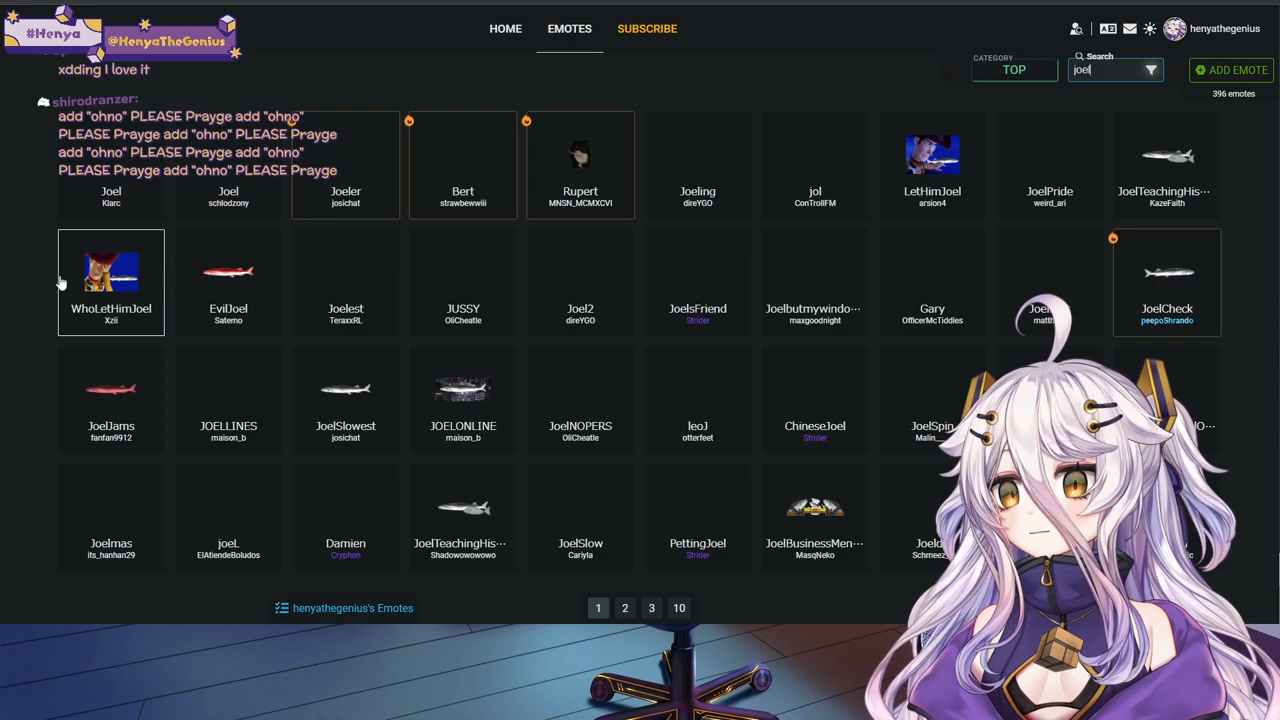 #Henya
@HenyaTheGenius
xdding I love it
shirodranzer:
add "ohno" PLEASE Prayge add "ohno"
PLEASE Prayge add "ohno" PLEASE Prayge
add "ohno" PLEASE Prayge add "ohno"
PLEASE Prayge add "ohno" PLEASE Prayge
HOME EMOTES SUBSCRIBE
henyathegenius
CATEGORY
TOP
Search
joel
ADD EMOTE
396 emotes
Joel
Klarc
Joel
schlodzony
Joeler
josichat
Bert
strawbewwiii
Rupert
MNSN_MCMXCVI
Joeling
direYGO
jol
ConTrollFM
LetHimJoel
arsion4
JoelPride
weird_ari
JoelTeachingHis···
KazeFaith
WhoLetHimJoel
Xzii
EvilJoel
Satemo
Joelest
TeraxxRL
JUSSY
OliCheatle
Joel2
direYGO
JoelsFriend
Strider
Joelbutmywindo···
maxgoodnight
Gary
OfficerMcTiddies
JoelCheck
peepoShrando
JoelJams
fanfan9912
JOELLINES
maison_b
JoelSlowest
josichat
JOELONLINE
maison_b
JoelNOPERS
OliCheatle
leoJ
otterfeet
ChineseJoel
Strider
JoelSpin
Joelmas
its_hanhan29
joeL
ElAtiendeBoludos
Damien
Cryphon
JoelTeachingHis···
Shadowowowowo
JoelSlow
Cariyla
PettingJoel
Strider
JoelBusinessMen···
MasqNeko
henyathegenius's Emotes
1 2 3 10